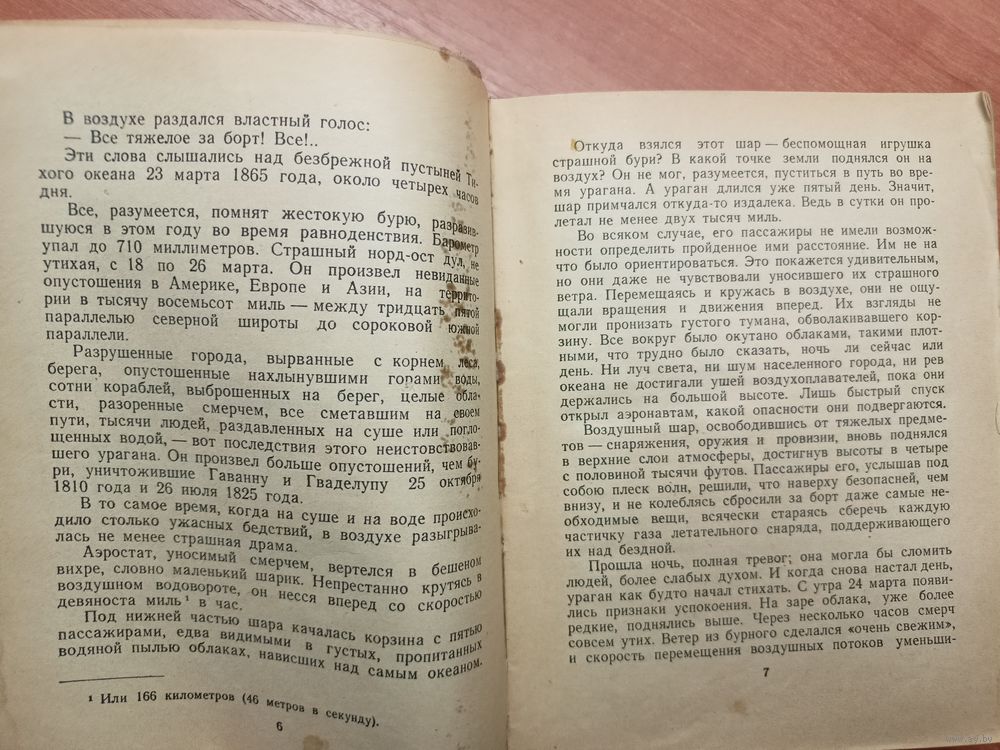 В воздухе раздался властный голос:
— Все тяжелое за борт! Все!..
Эти слова слышались над безбрежной пустыней Ти-
хого океана 23 марта 1865 года, около четырех часов
дня.
Все, разумеется, помнят жестокую бурю, разразив-
шуюся в этом году во время равноденствия. Барометр
упал до 710 миллиметров. Страшный норд-ост дул, не
утихая, с 18 по 26 марта. Он произвел невиданные
опустошения в Америке, Европе и Азии, на террито-
рии в тысячу восемьсот миль — между тридцать пятой
параллелью северной широты до сороковой южной
параллели.
Разрушенные города, вырванные с корнем леса,
берега, опустошенные нахлынувшими горами воды,
сотни кораблей, выброшенных на берег, целые обла-
сти, разоренные смерчем, все сметавшим на своем
пути, тысячи людей, раздавленных на суше или погло-
щенных водой, — вот последствия этого неистовствовав-
шего урагана. Он произвел больше опустошений, чем бу-
ри, уничтожившие Гаванну и Гваделупу 25 октября
1810 года и 26 июля 1825 года.
В то самое время, когда на суше и на воде происхо-
дило столько ужасных бедствий, в воздухе разыгрыва-
лась не менее страшная драма.
Аэростат, уносимый смерчем, вертелся в бешеном
вихре, словно маленький шарик. Непрестанно крутясь в
воздушном водовороте, он несся вперед со скоростью
девяноста миль¹ в час.
Под нижней частью шара качалась корзина с пятью
пассажирами, едва видимыми в густых, пропитанных
водяной пылью облаках, нависших над самым океаном.
¹ Или 166 километров (46 метров в секунду).
6
Откуда взялся этот шар — беспомощная игрушка
страшной бури? В какой точке земли поднялся он на
воздух? Он не мог, разумеется, пуститься в путь во вре-
мя урагана. А ураган длился уже пятый день. Значит,
шар примчался откуда-то издалека. Ведь в сутки он про-
летал не менее двух тысяч миль.
Во всяком случае, его пассажиры не имели возмож-
ности определить пройденное ими расстояние. Им не на
что было ориентироваться. Это покажется удивительным,
но они даже не чувствовали уносившего их страшного
ветра. Перемещаясь и кружась в воздухе, они не ощу-
щали вращения и движения вперед. Их взгляды не
могли пронизать густого тумана, обволакивавшего кор-
зину. Все вокруг было окутано облаками, такими плот-
ными, что трудно было сказать, ночь ли сейчас или
день. Ни луч света, ни шум населенного города, ни рев
океана не достигали ушей воздухоплавателей, пока они
держались на большой высоте. Лишь быстрый спуск
открыл аэронавтам, какой опасности они подвергаются.
Воздушный шар, освободившись от тяжелых предме-
тов — снаряжения, оружия и провизии, вновь поднялся
в верхние слои атмосферы, достигнув высоты в четыре
с половиной тысячи футов. Пассажиры его, услышав под
собою плеск волн, решили, что наверху безопасней, чем
внизу, и не колеблясь сбросили за борт даже самые не-
обходимые вещи, всячески стараясь сберечь каждую
частичку газа летательного снаряда, поддерживающего
их над бездной.
Прошла ночь, полная тревог; она могла бы сломить
людей, более слабых духом. И когда снова настал день,
ураган как будто начал стихать. С утра 24 марта появи-
лись признаки успокоения. На заре облака, уже более
редкие, поднялись выше. Через несколько часов смерч
совсем утих. Ветер из бурного сделался «очень свежим»,
и скорость перемещения воздушных потоков уменьши-
7
www.ay.by